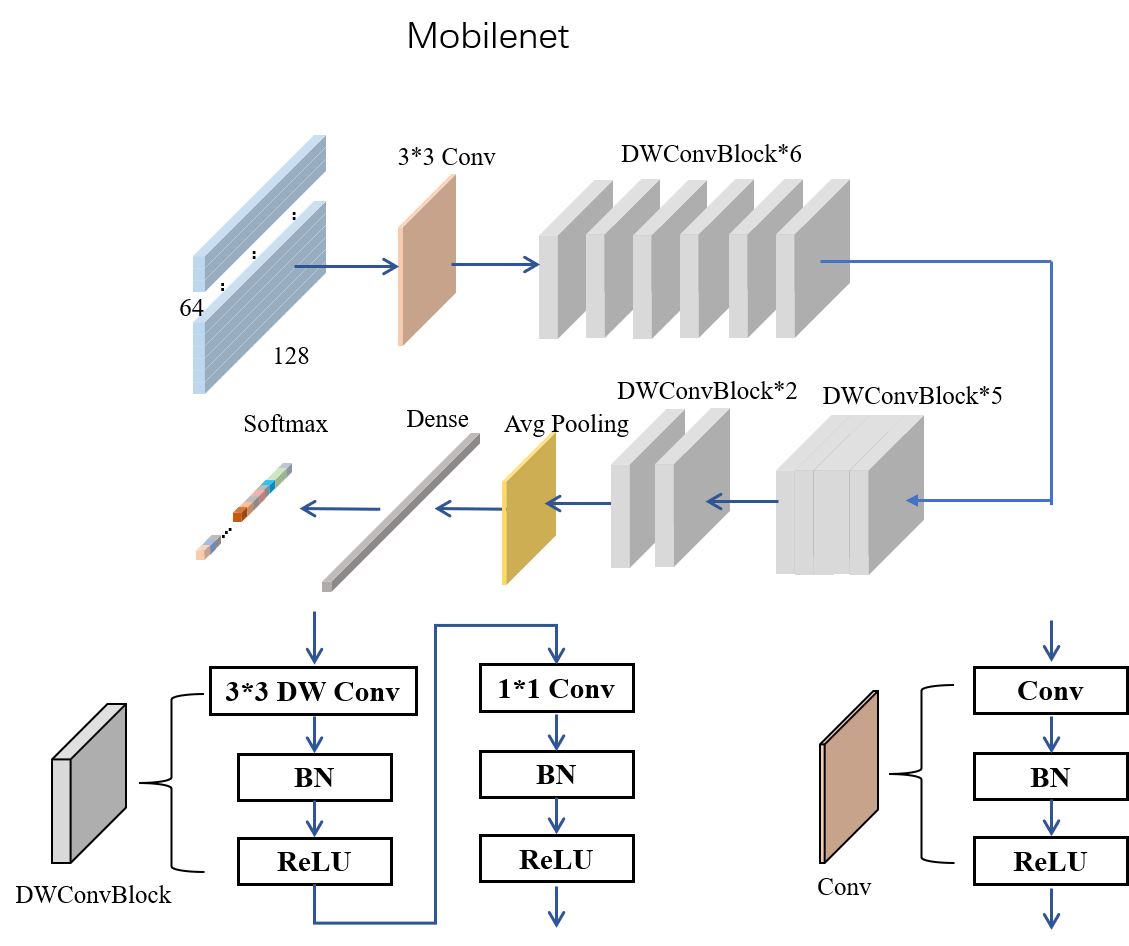 Mobilenet
3*3 Conv
DWConvBlock*6
64
128
DWConvBlock*2
DWConvBlock*5
Softmax
Dense
Avg Pooling
3*3 DW Conv
BN
ReLU
1*1 Conv
BN
ReLU
DWConvBlock
Conv
BN
ReLU
Conv